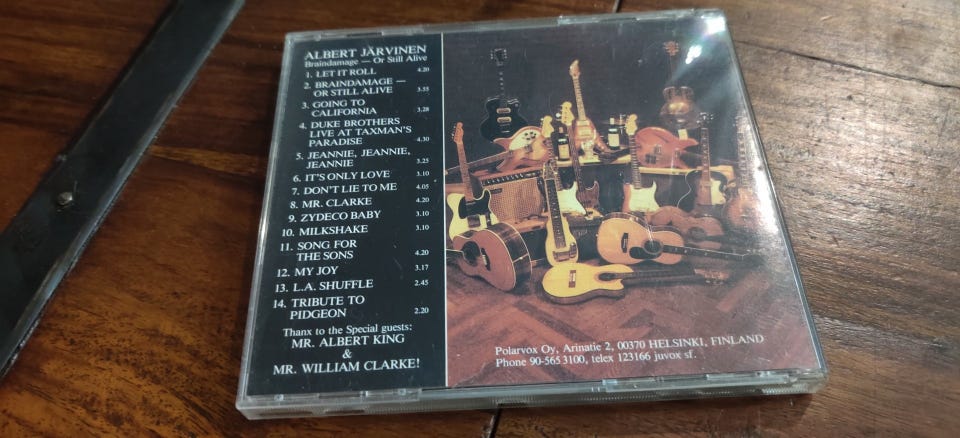 ALBERT JÄRVINEN
Braindamage — Or Still Alive
1. LET IT ROLL 4.20
2. BRAINDAMAGE —
OR STILL ALIVE 3.55
3. GOING TO
CALIFORNIA 3.28
4. DUKE BROTHERS
LIVE AT TAXMAN'S
PARADISE 4.30
5. JEANNIE, JEANNIE,
JEANNIE 3.25
6. IT'S ONLY LOVE 3.10
7. DON'T LIE TO ME 4.05
8. MR. CLARKE 4.20
9. ZYDECO BABY 3.10
10. MILKSHAKE 3.10
11. SONG FOR
THE SONS 4.20
12. MY JOY 3.17
13. L.A. SHUFFLE 2.45
14. TRIBUTE TO
PIDGEON 2.20
Thanx to the Special guests:
MR. ALBERT KING
&
MR. WILLIAM CLARKE!
Polarvox Oy, Arinatie 2, 00370 HELSINKI, FINLAND
Phone 90-565 3100, telex 123166 juvox sf.